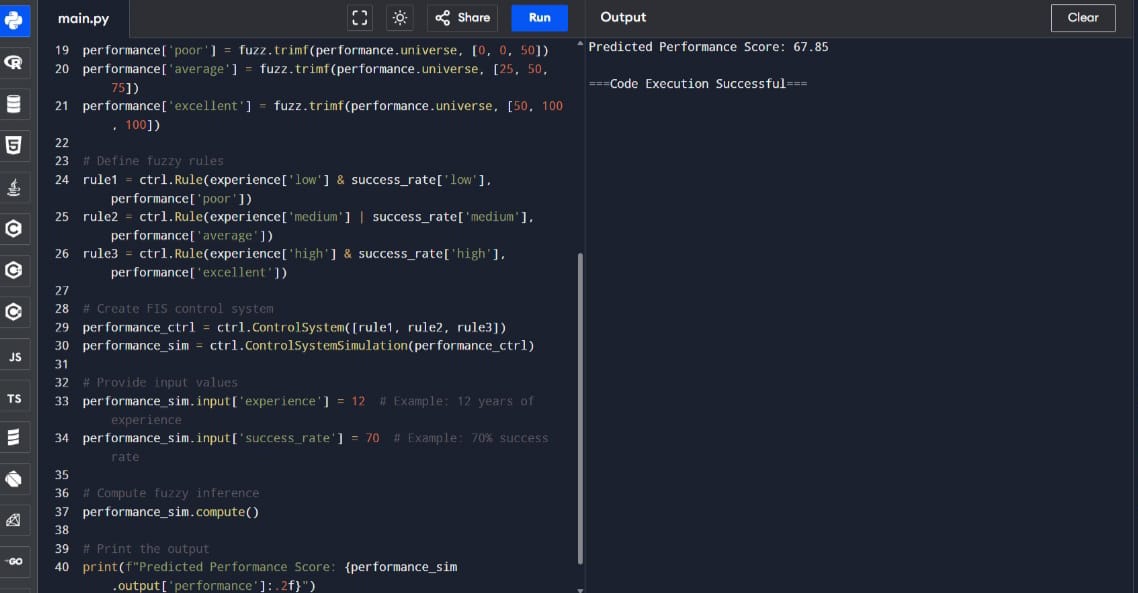 main.py
Share
Run
Output
Clear
19 performance['poor'] = fuzz.trimf(performance.universe, [0, 0, 50])
20 performance['average'] = fuzz.trimf(performance.universe, [25, 50,
75])
21 performance['excellent'] = fuzz.trimf(performance.universe, [50, 100
, 100])
22
23 # Define fuzzy rules
24 rule1 = ctrl.Rule(experience['low'] & success_rate['low'],
performance['poor'])
25 rule2 = ctrl.Rule(experience['medium'] | success_rate['medium'],
performance['average'])
26 rule3 = ctrl.Rule(experience['high'] & success_rate['high'],
performance['excellent'])
27
28 # Create FIS control system
29 performance_ctrl = ctrl.ControlSystem([rule1, rule2, rule3])
30 performance_sim = ctrl.ControlSystemSimulation(performance_ctrl)
31
32 # Provide input values
33 performance_sim.input['experience'] = 12  # Example: 12 years of
experience
34 performance_sim.input['success_rate'] = 70  # Example: 70% success
rate
35
36 # Compute fuzzy inference
37 performance_sim.compute()
38
39 # Print the output
40 print(f"Predicted Performance Score: {performance_sim
.output['performance']:.2f}")
Predicted Performance Score: 67.85
===Code Execution Successful===
R
5
C
C
C
JS
TS
GO